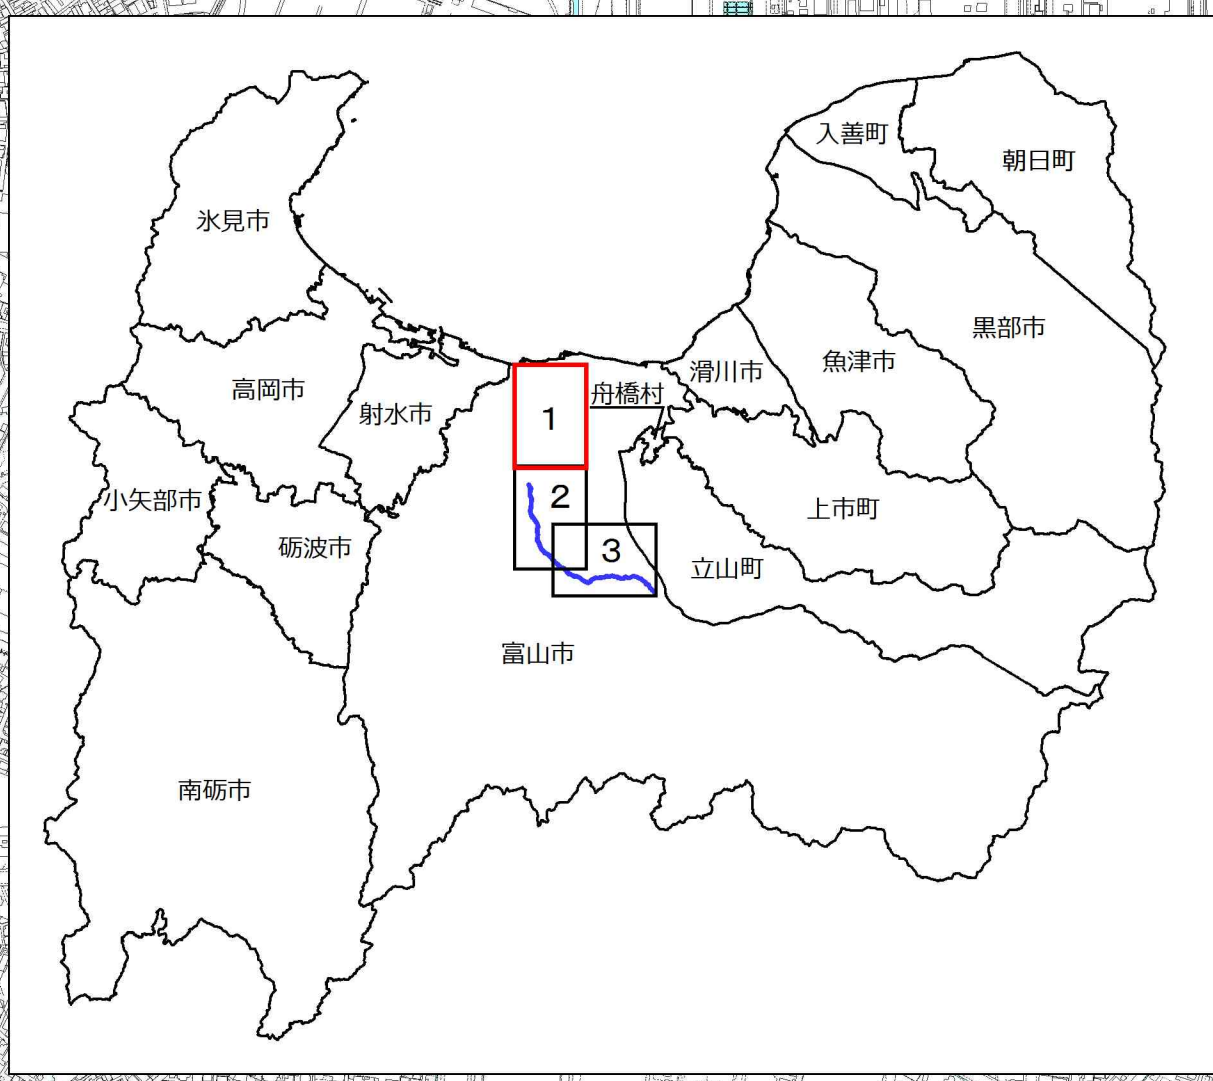 入善町
朝日町
氷見市
黒部市
魚津市
滑川市
舟橋村
高岡市
射水市
1
小矢部市
2
上市町
砺波市
3
立山町
富山市
南砺市